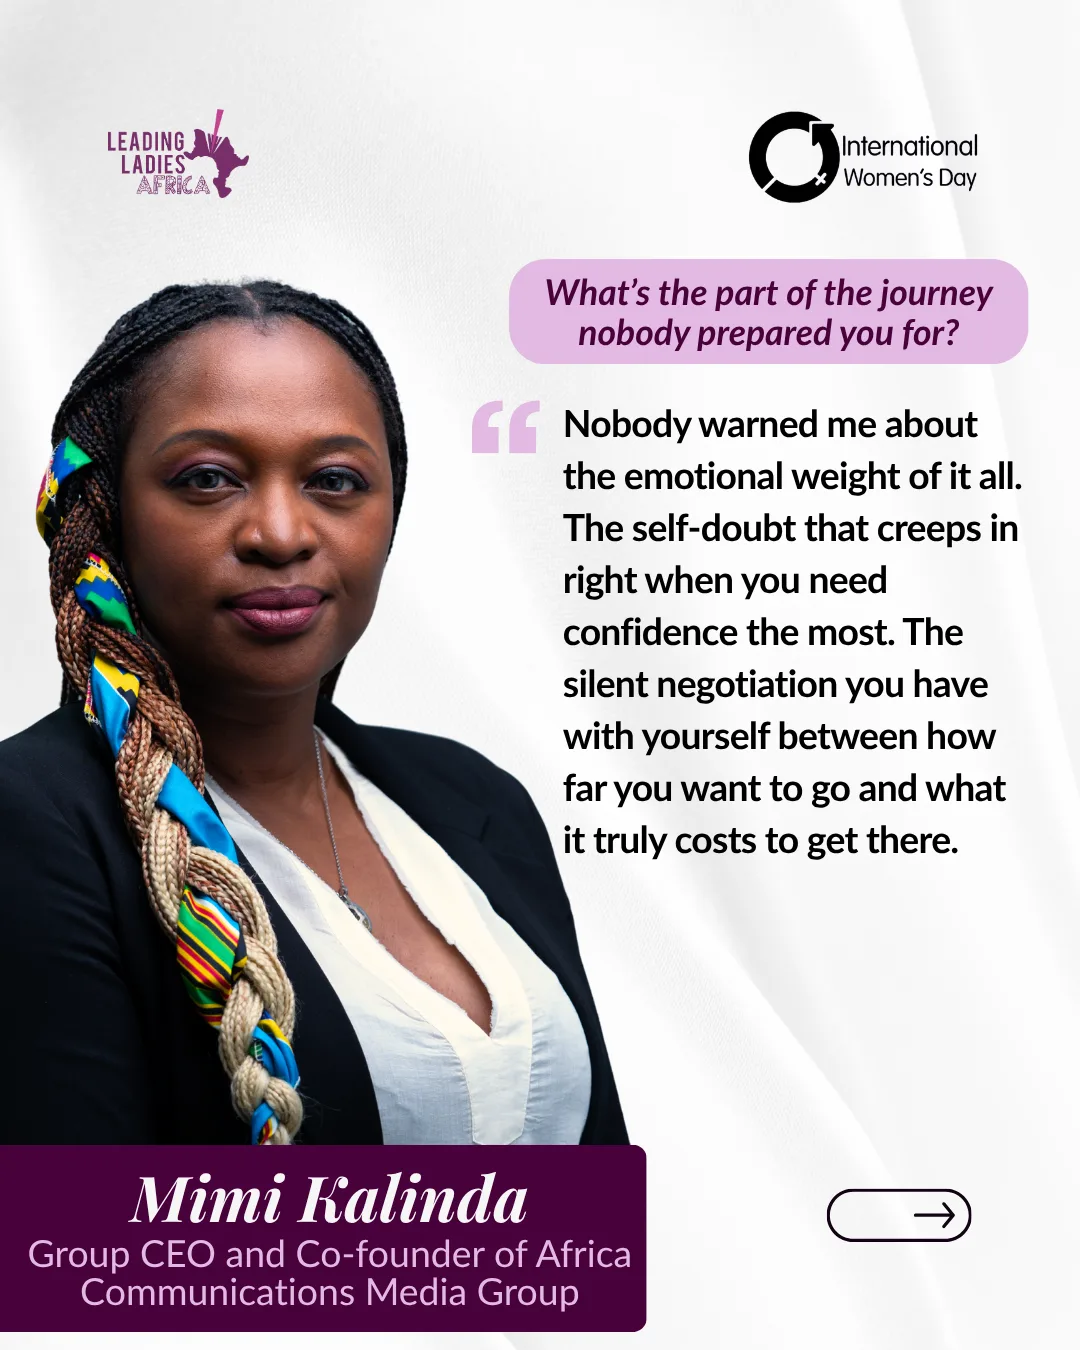 LEADING
LADIES
AFRICA
International
Women's Day
What's the part of the journey
nobody prepared you for?
“
Nobody warned me about
the emotional weight of it all.
The self-doubt that creeps in
right when you need
confidence the most. The
silent negotiation you have
with yourself between how
far you want to go and what
it truly costs to get there.
Mimi Kalinda
Group CEO and Co-founder of Africa
Communications Media Group